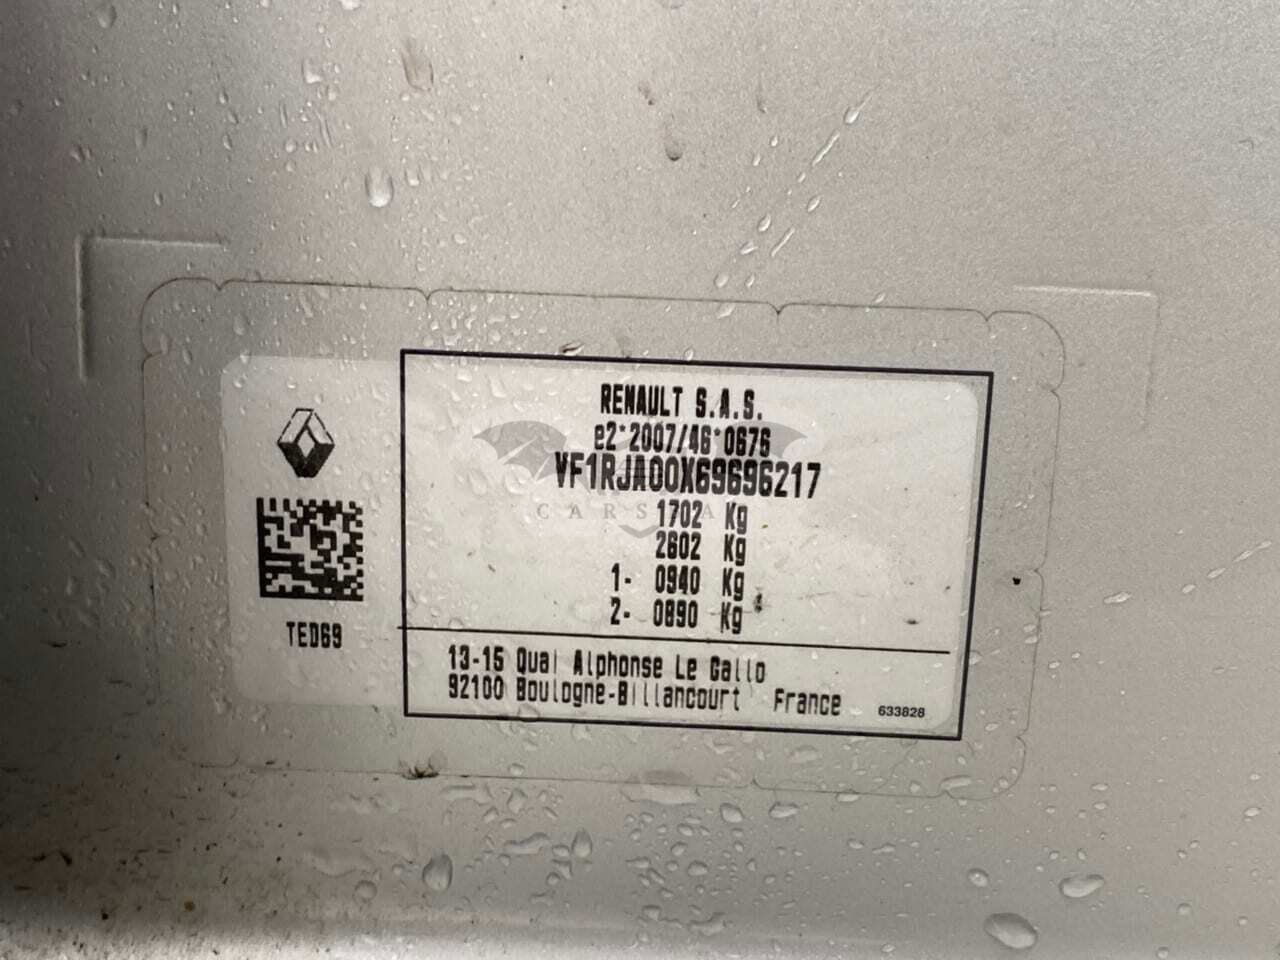 RENAULT S.A.S.
e2*2007/46*0676
VF1RJA00X69696217
1702 Kg
2602 Kg
1- 0940 Kg
2- 0890 Kg
TED69
13-15 Quai Alphonse Le Gallo
92100 Boulogne-Billancourt France
633828